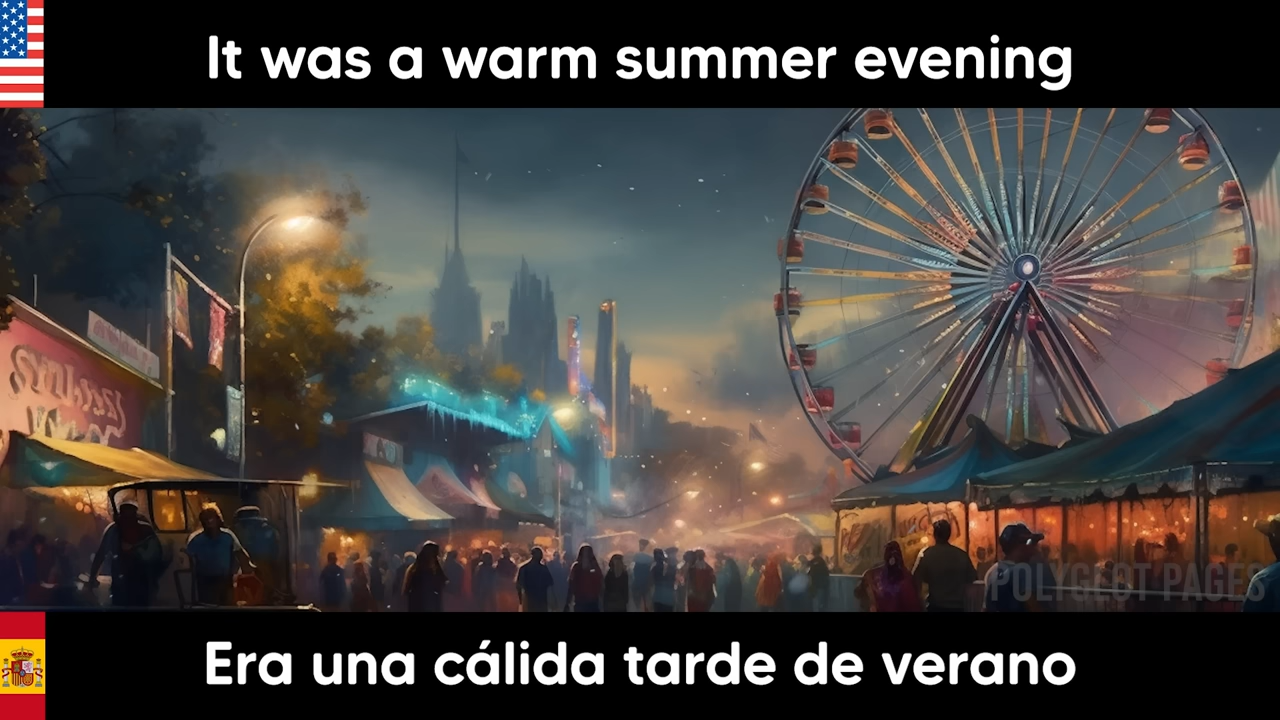 It was a warm summer evening
POLYGLOT PAGES
Era una cálida tarde de verano